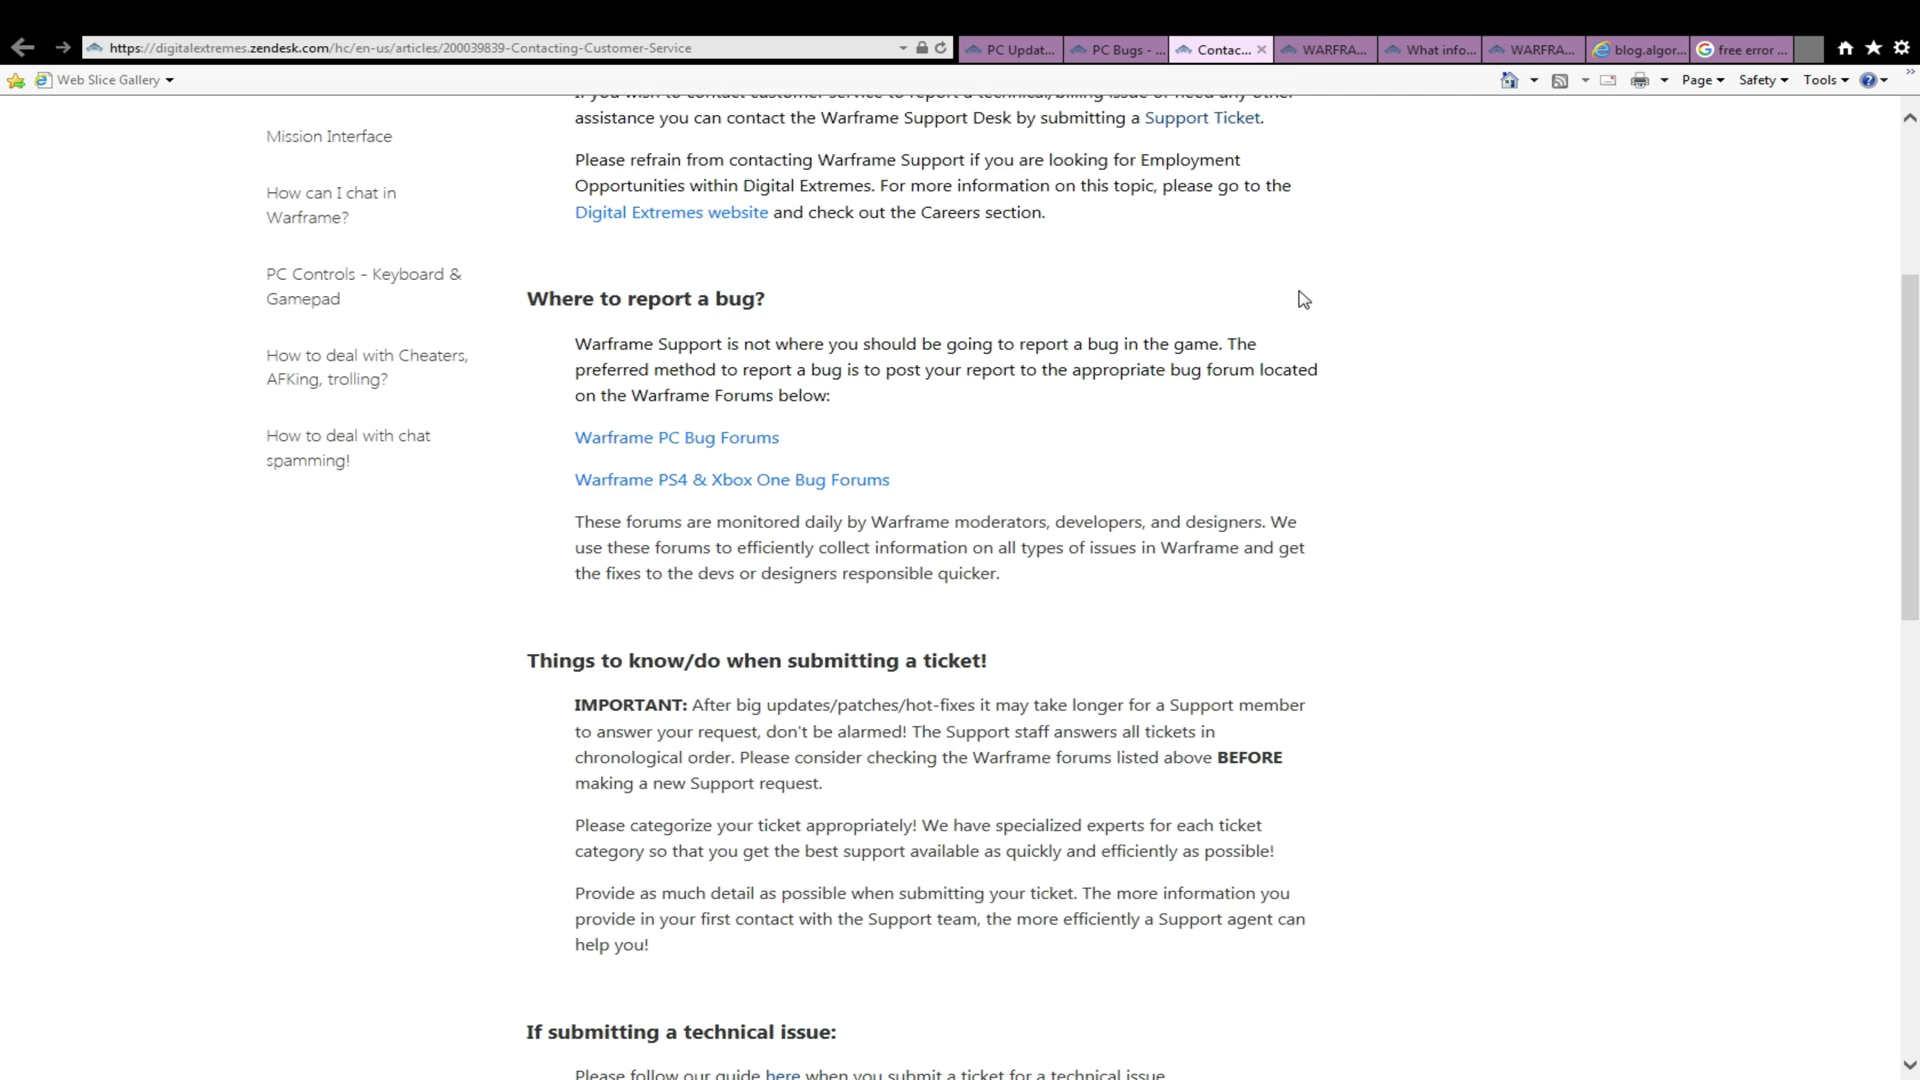 https://digitalextremes.zendesk.com/hc/en-us/articles/200039839-Contacting-Customer-Service
PC Updat...
PC Bugs - ...
Contac...
WARFRA...
What info...
WARFRA...
blog.algor...
free error ...
Web Slice Gallery
Page
Safety
Tools
Mission Interface
How can I chat in
Warframe?
PC Controls - Keyboard &
Gamepad
How to deal with Cheaters,
AFKing, trolling?
How to deal with chat
spamming!
If you wish to contact customer service to report a technical/billing issue or need any other
assistance you can contact the Warframe Support Desk by submitting a Support Ticket.
Please refrain from contacting Warframe Support if you are looking for Employment
Opportunities within Digital Extremes. For more information on this topic, please go to the
Digital Extremes website and check out the Careers section.
Where to report a bug?
Warframe Support is not where you should be going to report a bug in the game. The
preferred method to report a bug is to post your report to the appropriate bug forum located
on the Warframe Forums below:
Warframe PC Bug Forums
Warframe PS4 & Xbox One Bug Forums
These forums are monitored daily by Warframe moderators, developers, and designers. We
use these forums to efficiently collect information on all types of issues in Warframe and get
the fixes to the devs or designers responsible quicker.
Things to know/do when submitting a ticket!
IMPORTANT: After big updates/patches/hot-fixes it may take longer for a Support member
to answer your request, don't be alarmed! The Support staff answers all tickets in
chronological order. Please consider checking the Warframe forums listed above BEFORE
making a new Support request.
Please categorize your ticket appropriately! We have specialized experts for each ticket
category so that you get the best support available as quickly and efficiently as possible!
Provide as much detail as possible when submitting your ticket. The more information you
provide in your first contact with the Support team, the more efficiently a Support agent can
help you!
If submitting a technical issue:
Please follow our guide here when you submit a ticket for a technical issue